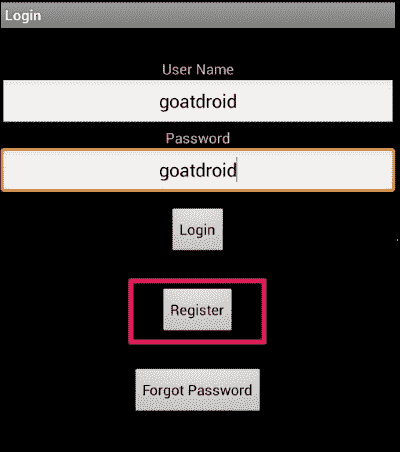 Login
User Name
goatdroid
Password
goatdroid
Login
Register
Forgot Password